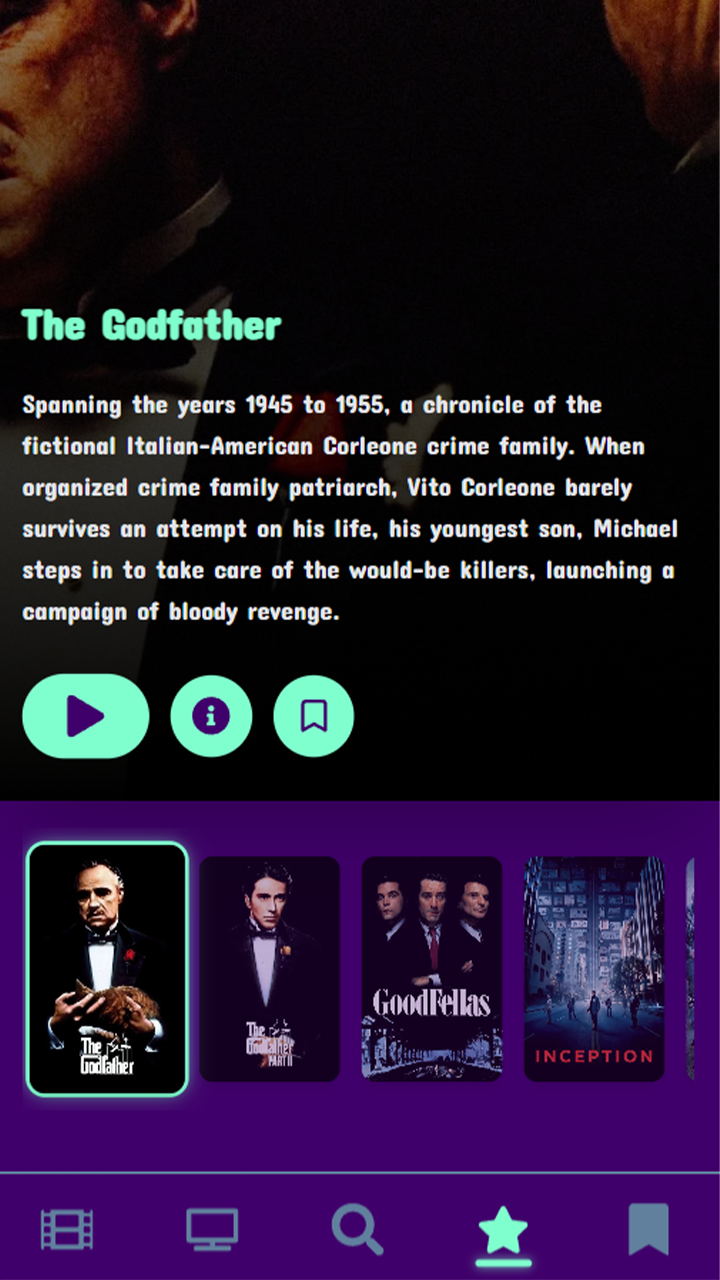 The Godfather
Spanning the years 1945 to 1955, a chronicle of the
fictional Italian-American Corleone crime family. When
organized crime family patriarch, Vito Corleone barely
survives an attempt on his life, his youngest son, Michael
steps in to take care of the would-be killers, launching a
campaign of bloody revenge.
The
Godfather
The
Godfather
PART II
GoodFellas
INCEPTION